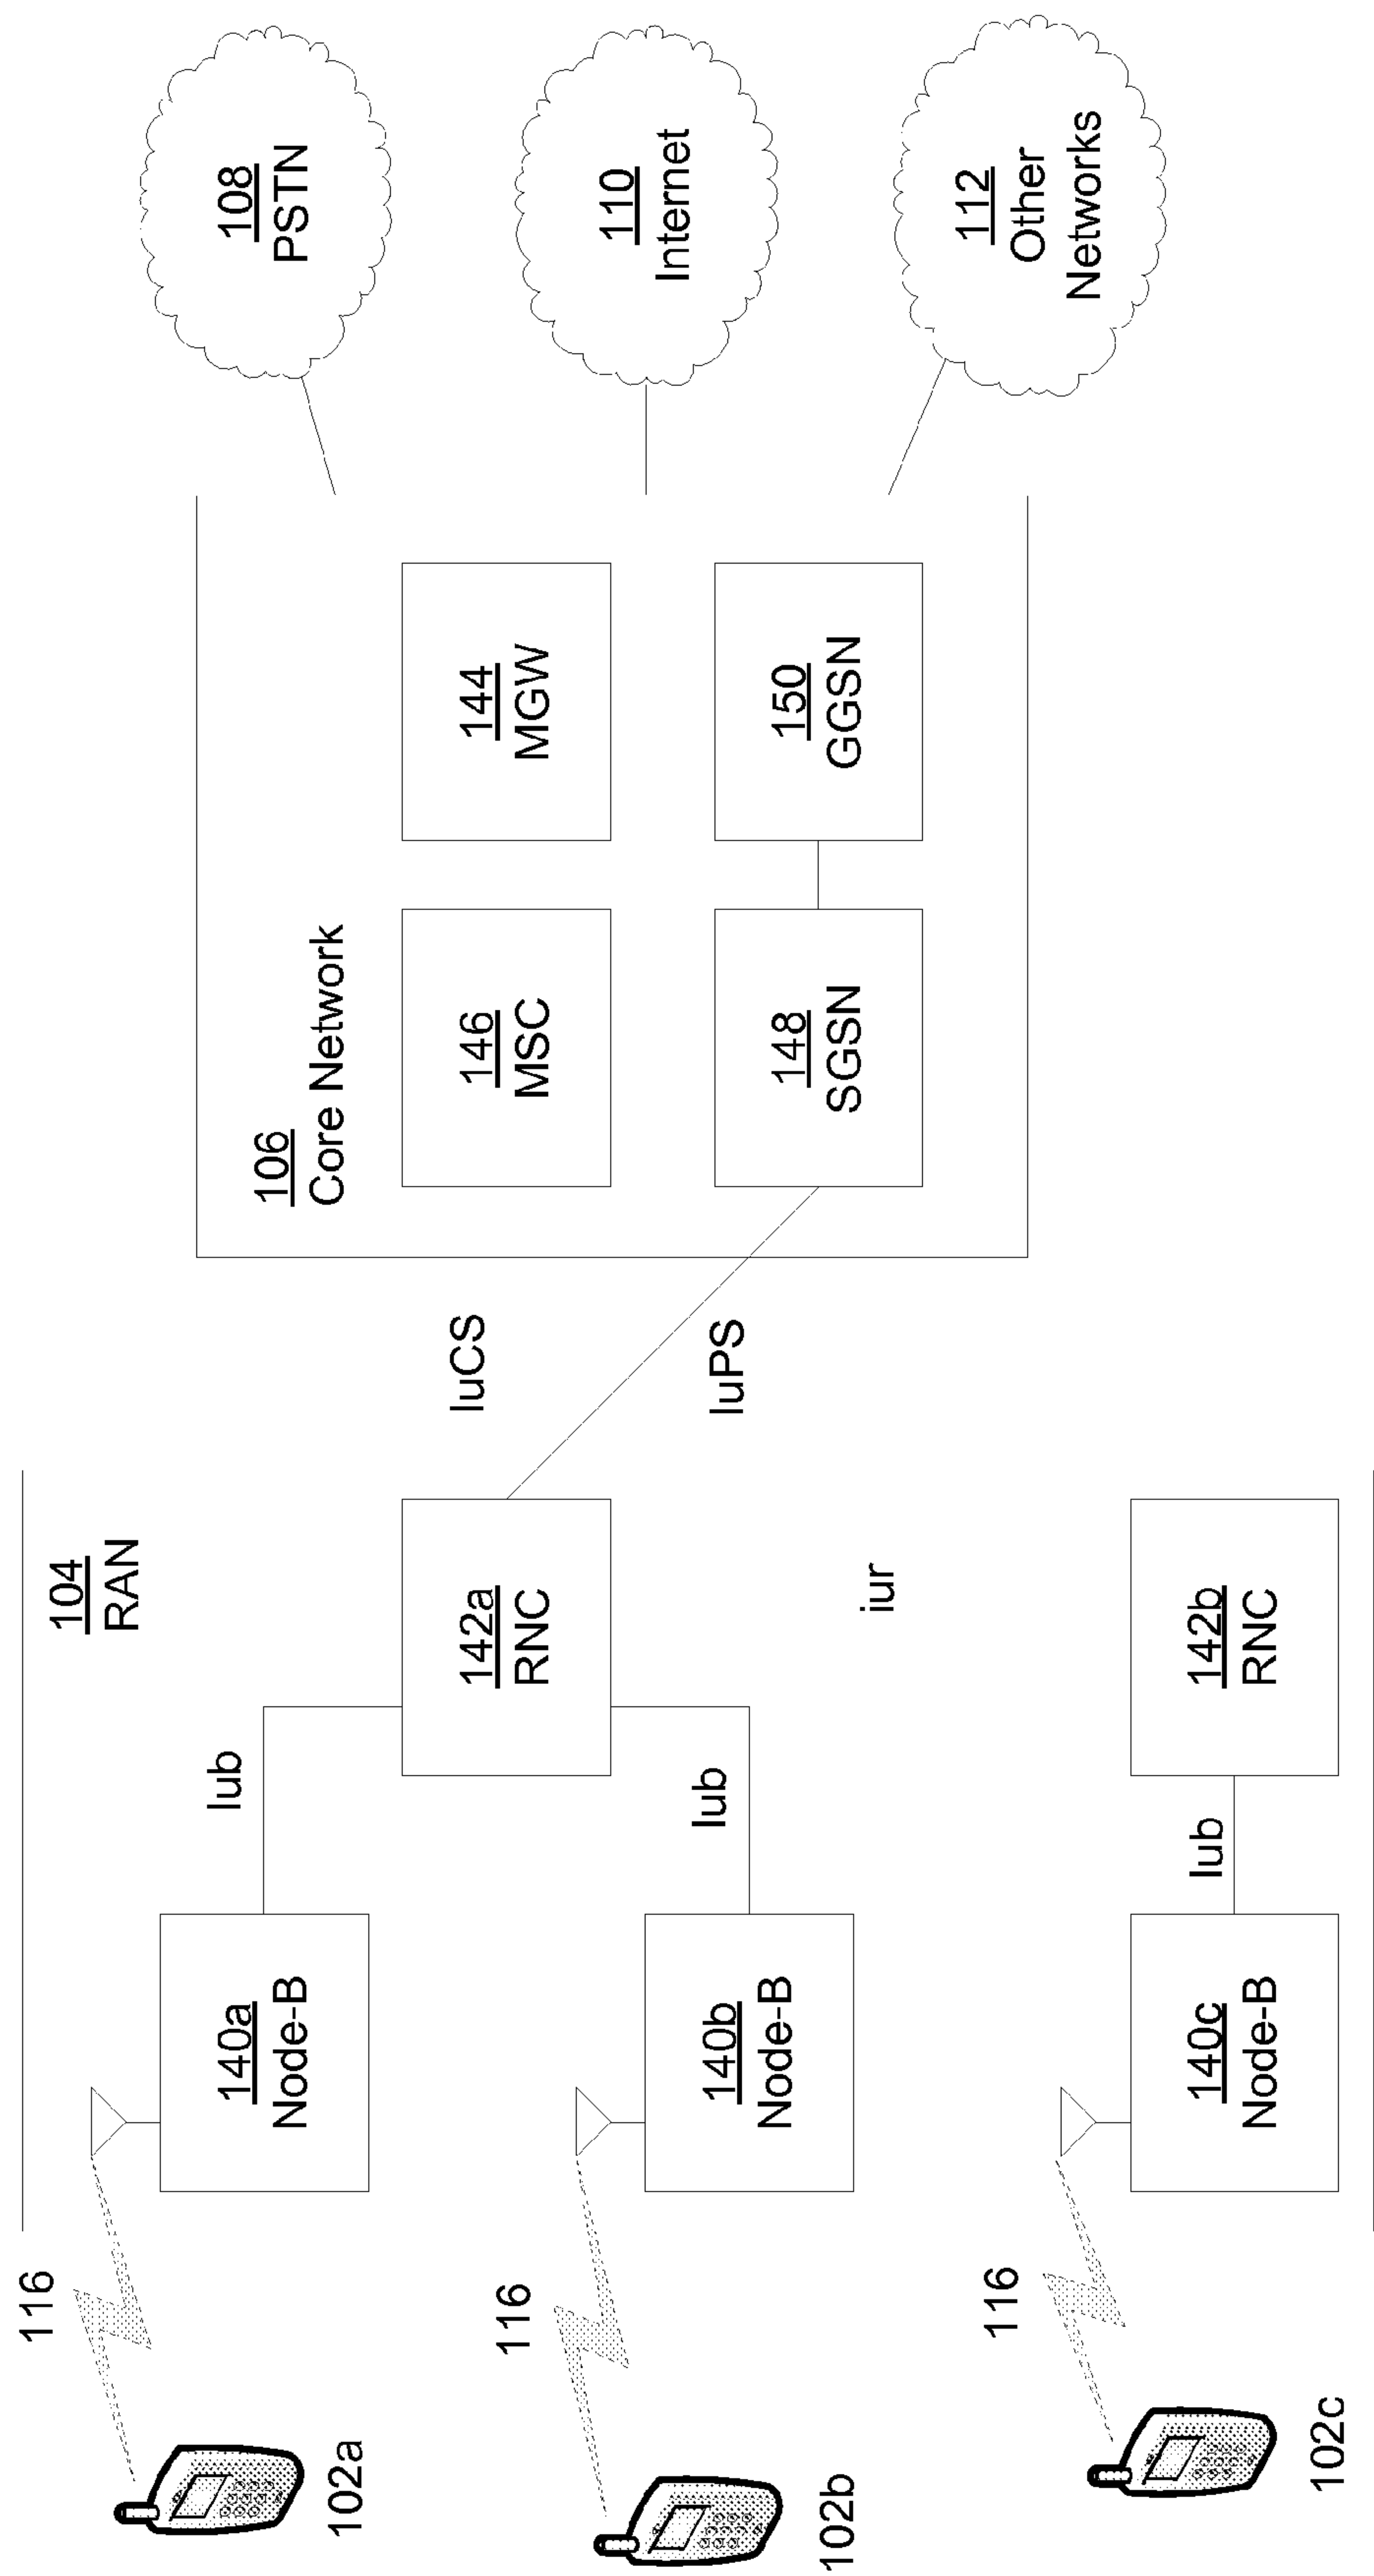 104
RAN
116
102a
140a
Node-B
Iub
142a
RNC
116
102b
140b
Node-B
Iub
iur
116
102c
140c
Node-B
Iub
142b
RNC
IuCS
IuPS
106
Core Network
146
MSC
144
MGW
148
SGSN
150
GGSN
108
PSTN
110
Internet
112
Other
Networks